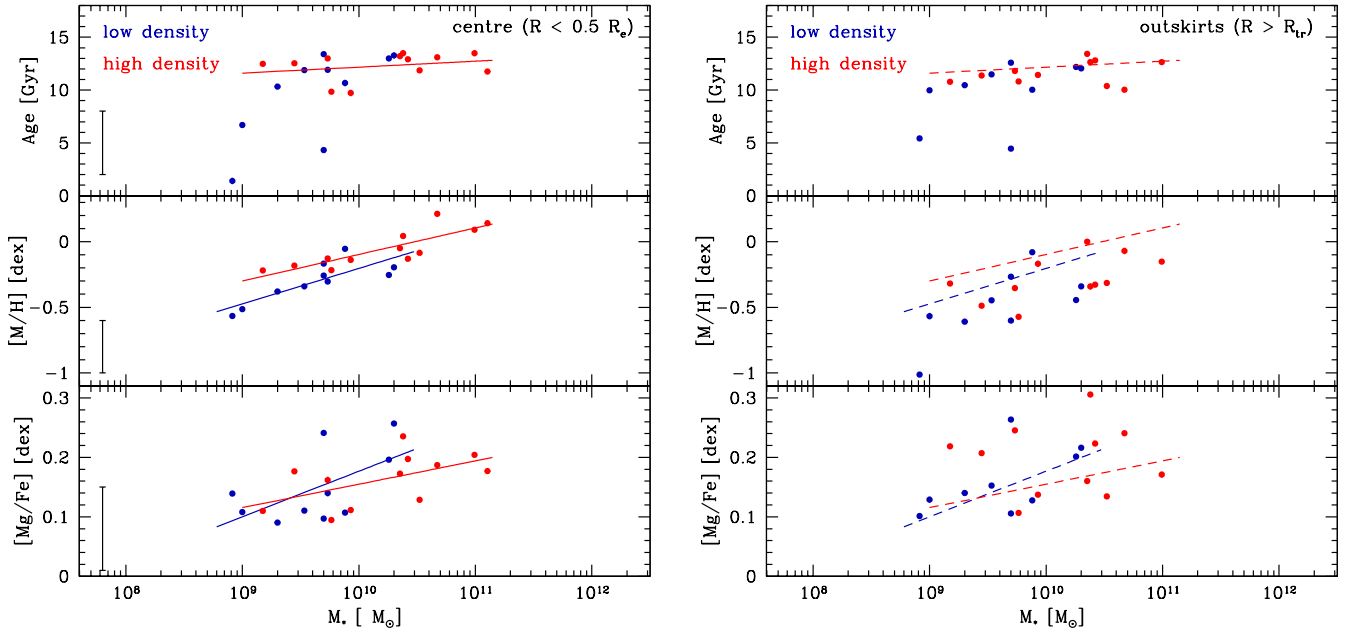 low density
high density
centre (R < 0.5 Rₑ)
Age [Gyr]
15
10
5
0
[M/H] [dex]
0
−0.5
−1
[Mg/Fe] [dex]
0.3
0.2
0.1
0
10⁸
10⁹
10¹⁰
10¹¹
10¹²
M* [ M⊙]
low density
high density
outskirts (R > Rtr)
Age [Gyr]
15
10
5
0
[M/H] [dex]
0
−0.5
−1
[Mg/Fe] [dex]
0.3
0.2
0.1
0
10⁸
10⁹
10¹⁰
10¹¹
10¹²
M* [ M⊙]